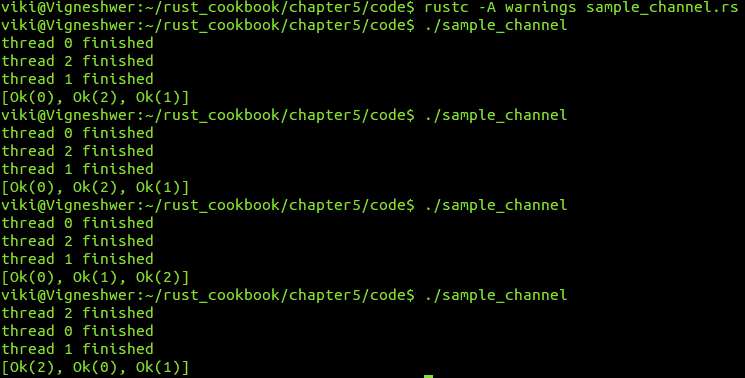 viki@Vigneshwer:~/rust_cookbook/chapter5/code$ rustc -A warnings sample_channel.rs
viki@Vigneshwer:~/rust_cookbook/chapter5/code$ ./sample_channel
thread 0 finished
thread 2 finished
thread 1 finished
[Ok(0), Ok(2), Ok(1)]
viki@Vigneshwer:~/rust_cookbook/chapter5/code$ ./sample_channel
thread 0 finished
thread 2 finished
thread 1 finished
[Ok(0), Ok(2), Ok(1)]
viki@Vigneshwer:~/rust_cookbook/chapter5/code$ ./sample_channel
thread 0 finished
thread 2 finished
thread 1 finished
[Ok(0), Ok(1), Ok(2)]
viki@Vigneshwer:~/rust_cookbook/chapter5/code$ ./sample_channel
thread 2 finished
thread 0 finished
thread 1 finished
[Ok(2), Ok(0), Ok(1)]